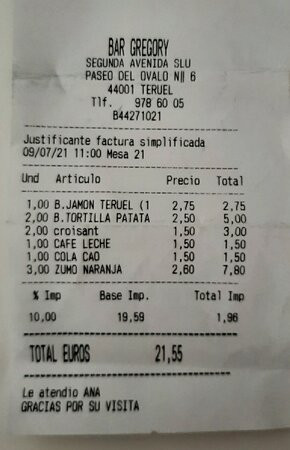 BAR GREGORY
SEGUNDA AVENIDA SLU
PASEO DEL OVALO Nº 6
44001 TERUEL
Tlf. 978 60 05
B44271021
Justificante factura simplificada
09/07/21 11:00 Mesa 21
Und Artículo Precio Total
1,00 B.JAMON TERUEL (1 2,75 2,75
2,00 B.TORTILLA PATATA 2,50 5,00
2,00 croisant 1,50 3,00
1,00 CAFE LECHE 1,50 1,50
1,00 COLA CAO 1,50 1,50
3,00 ZUMO NARANJA 2,60 7,80
% Imp Base Imp. Total Imp
10,00 19,59 1,96
TOTAL EUROS 21,55
Le atendio ANA
GRACIAS POR SU VISITA